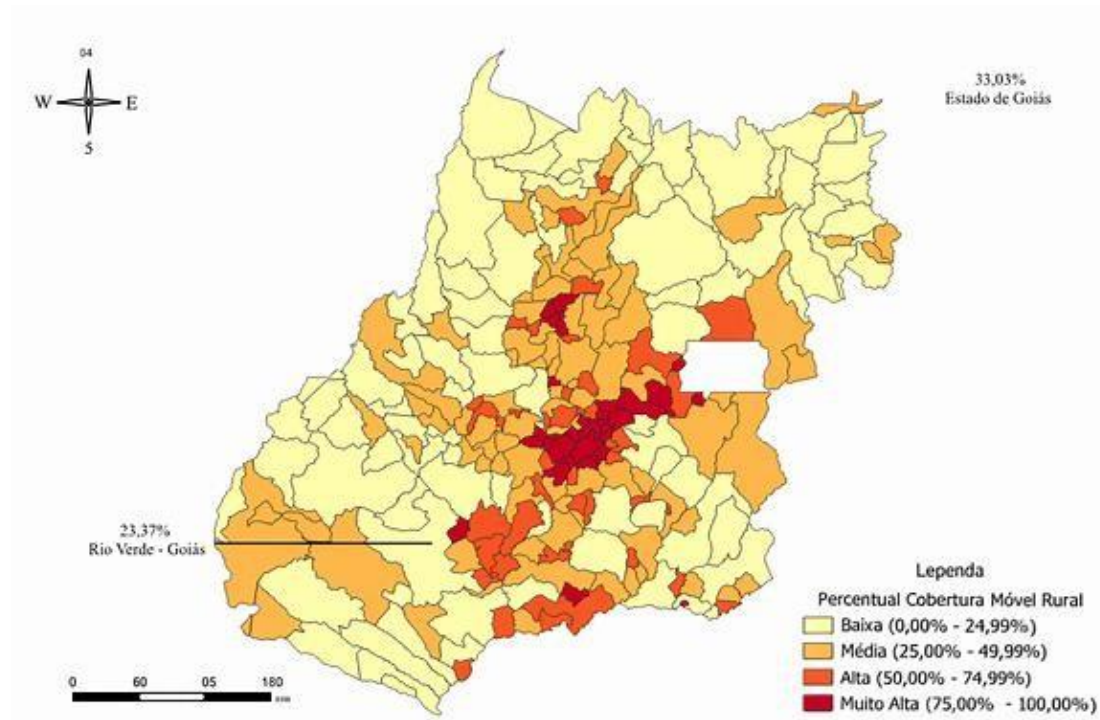 04
W E
5
33,03%
Estado de Goiás
23,37%
Rio Verde - Goiás
Lependa
Percentual Cobertura Móvel Rural
Baixa (0,00% - 24,99%)
Média (25,00% - 49,99%)
Alta (50,00% - 74,99%)
Muito Alta (75,00% - 100,00%)
0 60 05 180